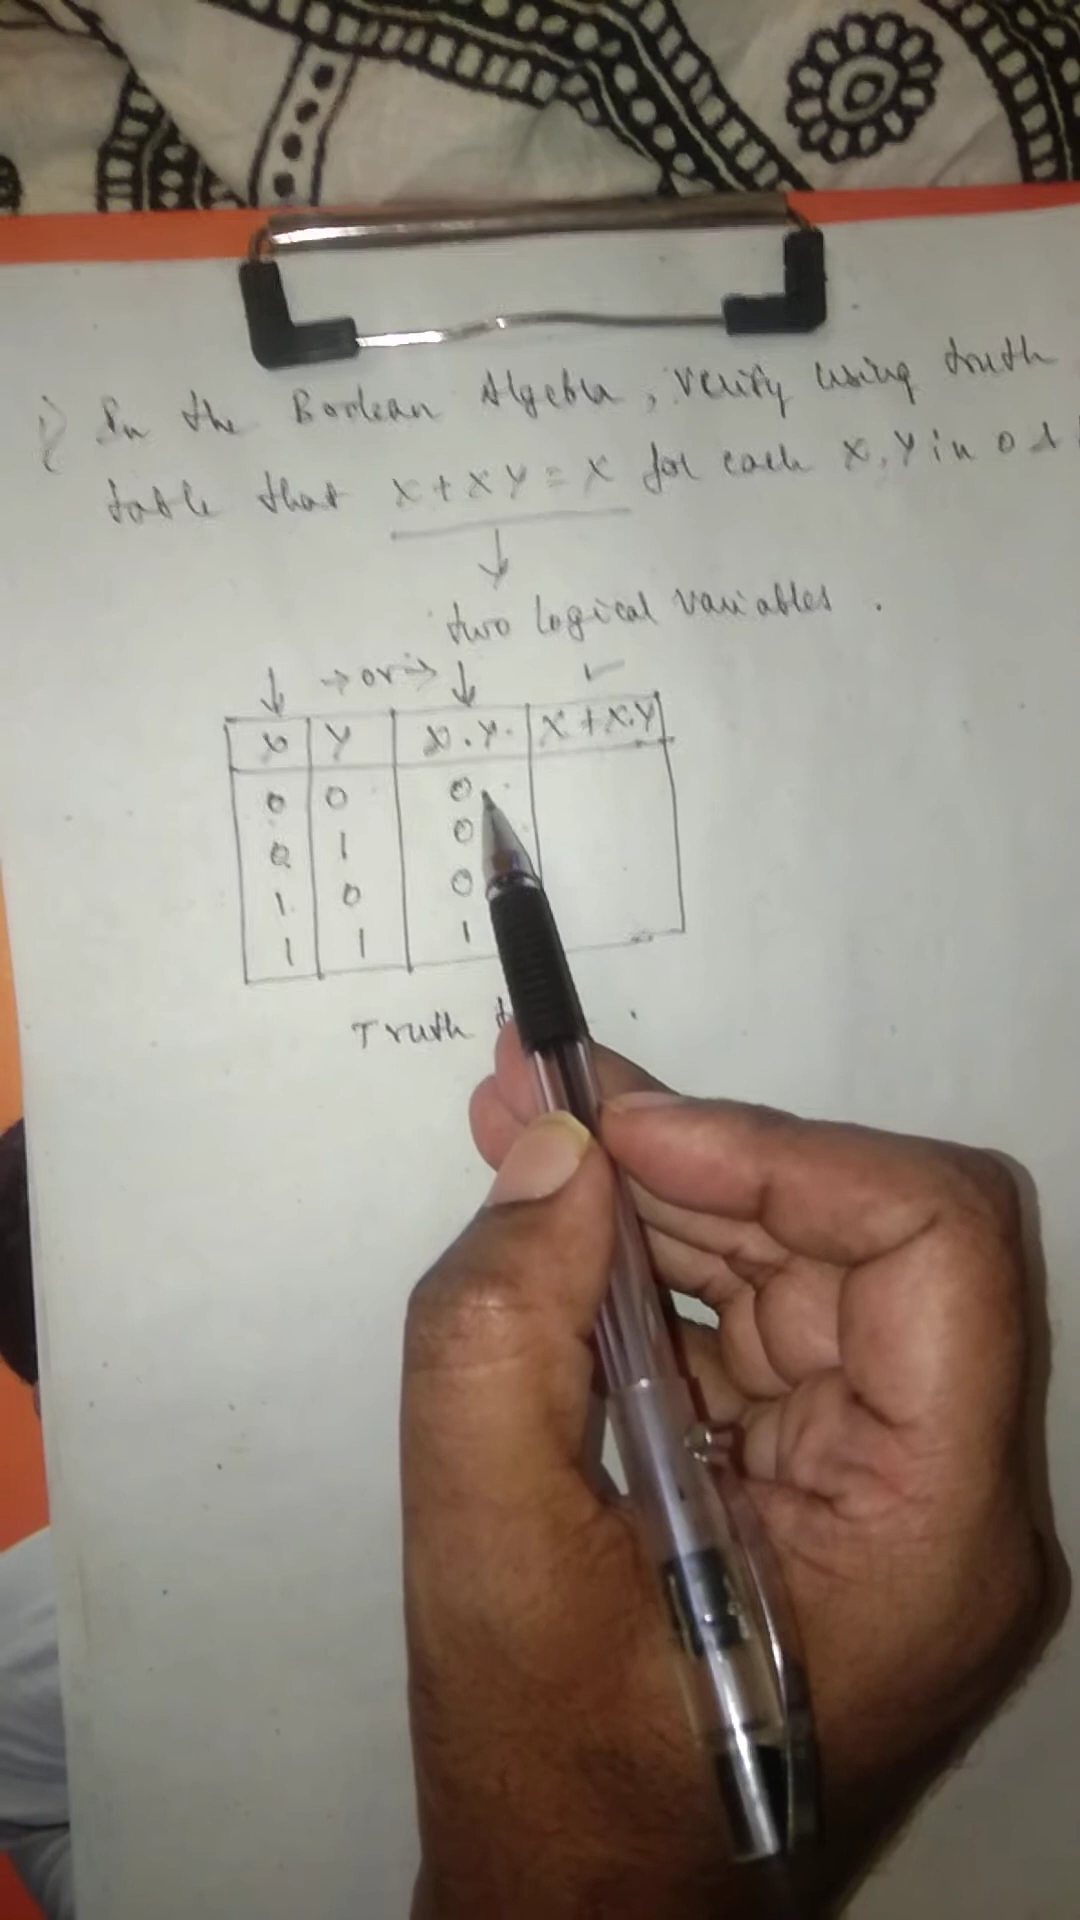 i) In the Boolean Algebra, verify using truth
table that X + XY = X for each X, Y in 0 1
two logical variables .
→ or →
X Y X . Y . X + X.Y
0 0 0
0 1 0
1 0 0
1 1 1
Truth